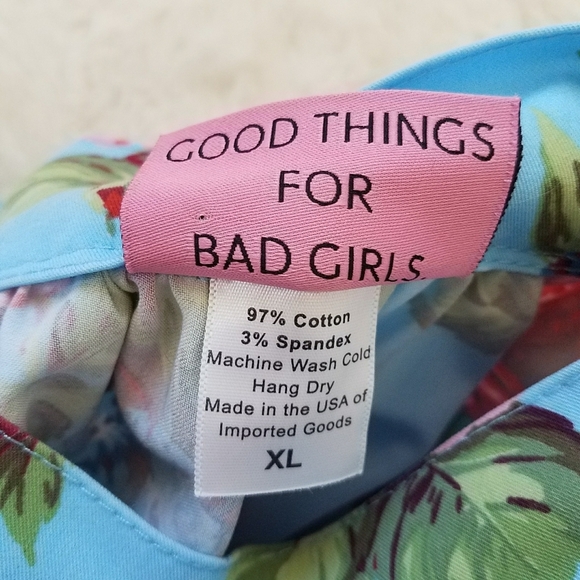 GOOD THINGS
FOR
BAD GIRLS.
97% Cotton
3% Spandex
Machine Wash Cold
Hang Dry
Made in the USA of
Imported Goods
XL